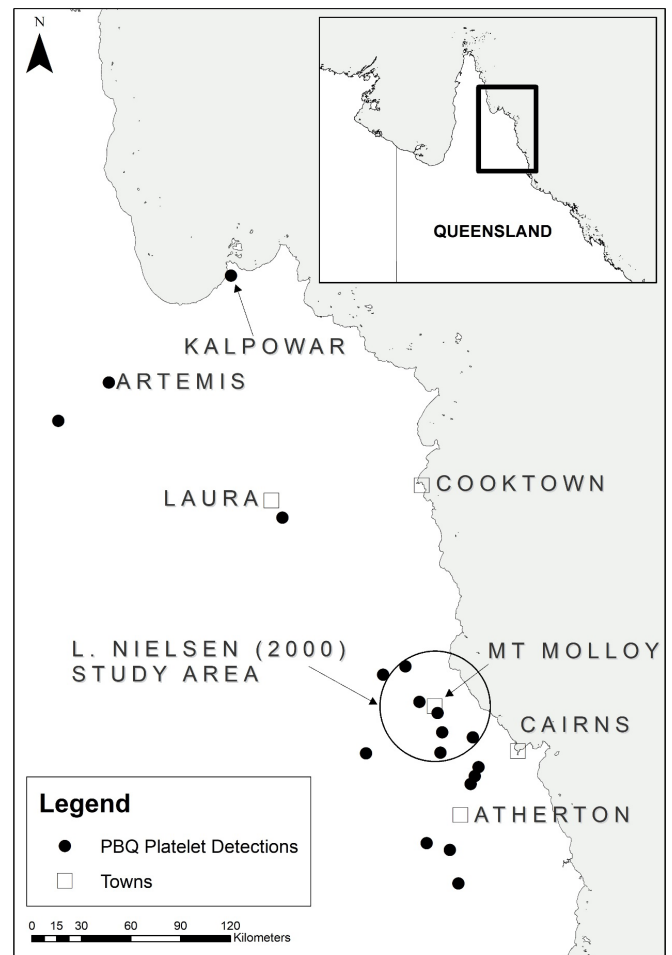 N
QUEENSLAND
KALPOWAR
ARTEMIS
COOKTOWN
LAURA
L. NIELSEN (2000)
STUDY AREA
MT MOLLOY
CAIRNS
ATHERTON
Legend
PBQ Platelet Detections
Towns
0 15 30 60 90 120
Kilometers